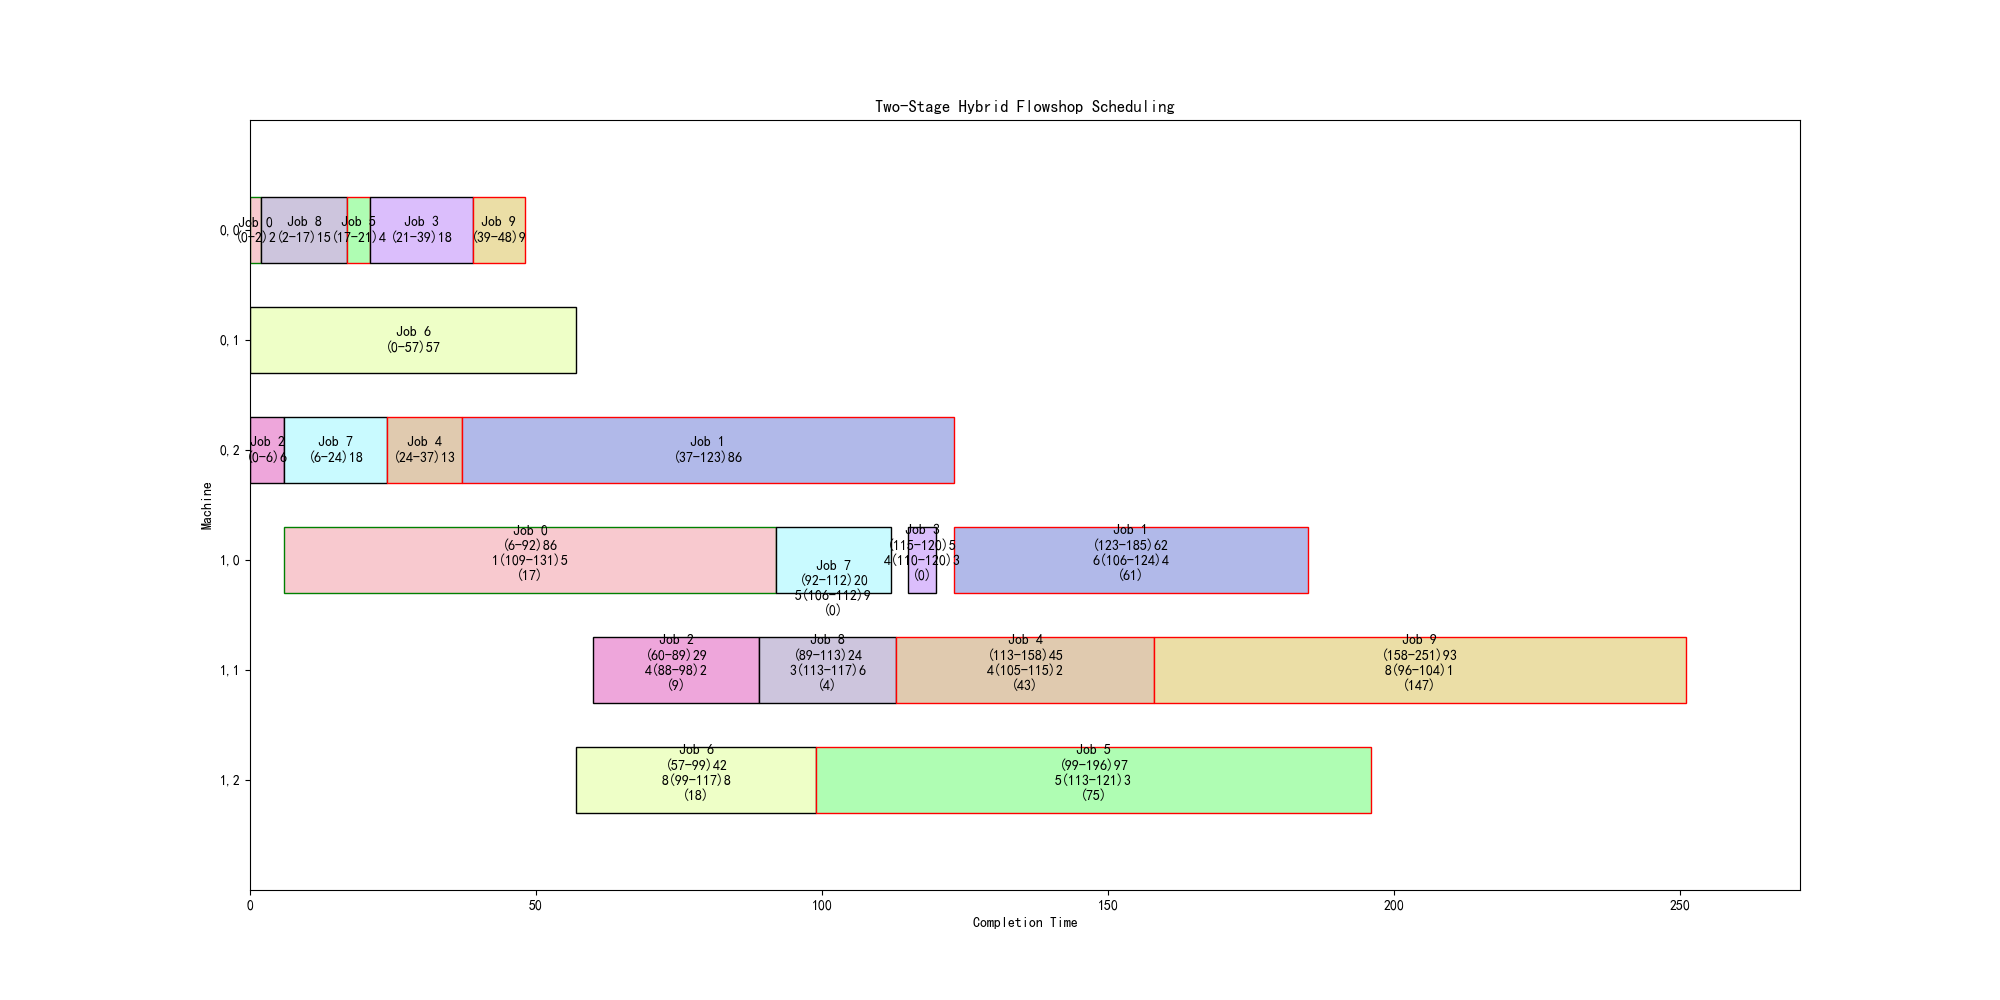 Two-Stage Hybrid Flowshop Scheduling
Machine
0,0
Job 0
(0-2)2
Job 8
(2-17)15
Job 5
(17-21)4
Job 3
(21-39)18
Job 9
(39-48)9
0,1
Job 6
(0-57)57
0,2
Job 2
(0-6)6
Job 7
(6-24)18
Job 4
(24-37)13
Job 1
(37-123)86
1,0
Job 0
(6-92)86
1(109-131)5
(17)
Job 7
(92-112)20
5(106-112)9
(0)
Job 3
(115-120)5
4(110-120)3
(0)
Job 1
(123-185)62
6(106-124)4
(61)
1,1
Job 2
(60-89)29
4(88-98)2
(9)
Job 8
(89-113)24
3(113-117)6
(4)
Job 4
(113-158)45
4(105-115)2
(43)
Job 9
(158-251)93
8(96-104)1
(147)
1,2
Job 6
(57-99)42
8(99-117)8
(18)
Job 5
(99-196)97
5(113-121)3
(75)
0
50
100
150
200
250
Completion Time